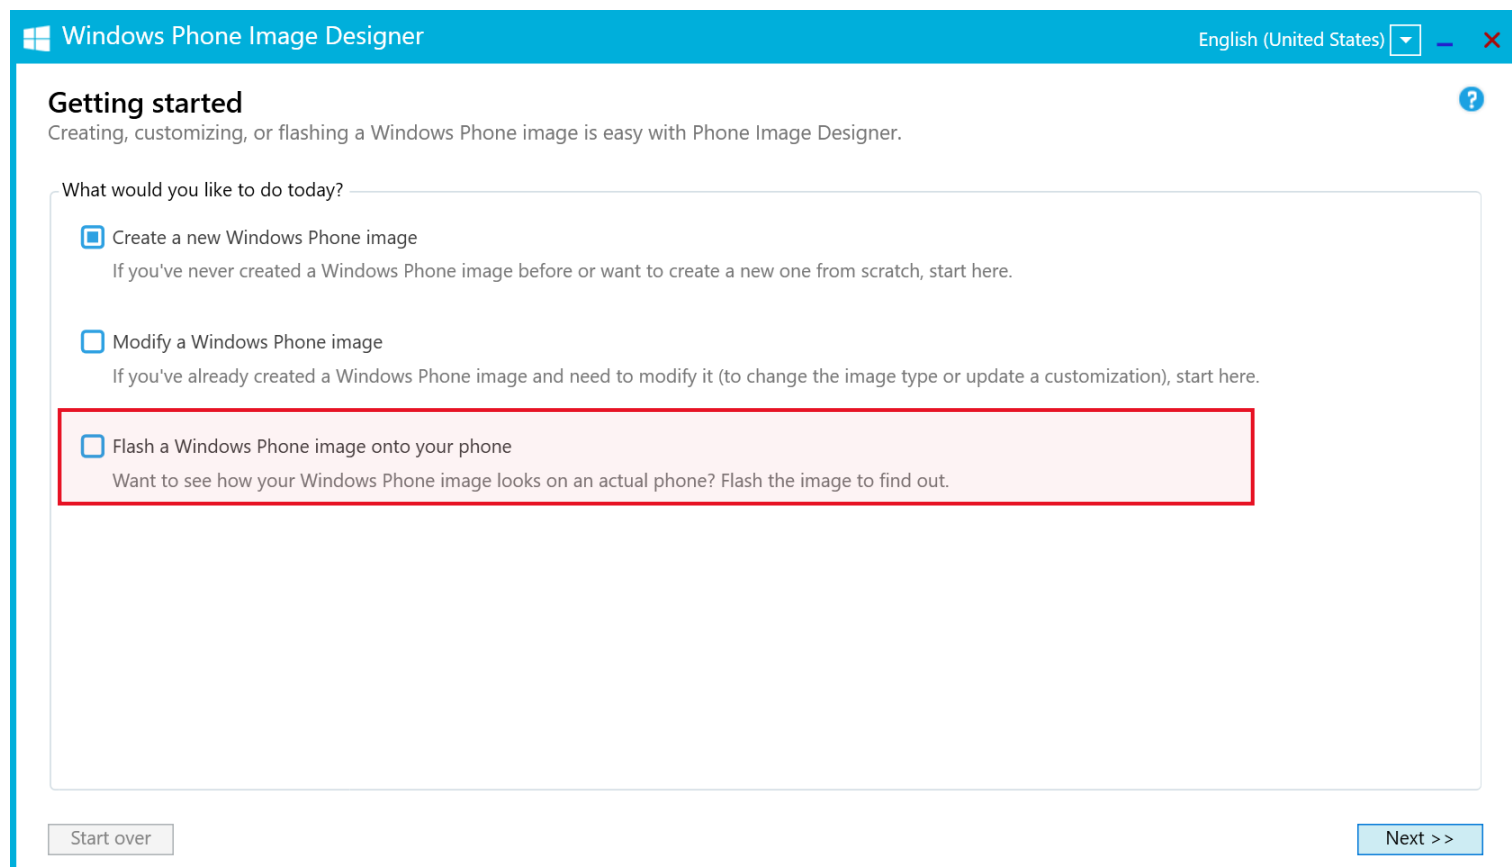 Windows Phone Image Designer
English (United States)
Getting started
Creating, customizing, or flashing a Windows Phone image is easy with Phone Image Designer.
What would you like to do today?
Create a new Windows Phone image
If you've never created a Windows Phone image before or want to create a new one from scratch, start here.
Modify a Windows Phone image
If you've already created a Windows Phone image and need to modify it (to change the image type or update a customization), start here.
Flash a Windows Phone image onto your phone
Want to see how your Windows Phone image looks on an actual phone? Flash the image to find out.
Start over
Next >>